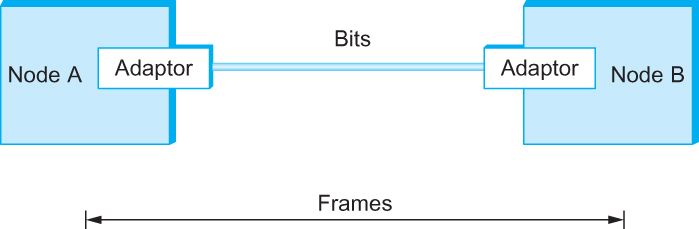 Bits
Node A
Adaptor
Adaptor
Node B
Frames